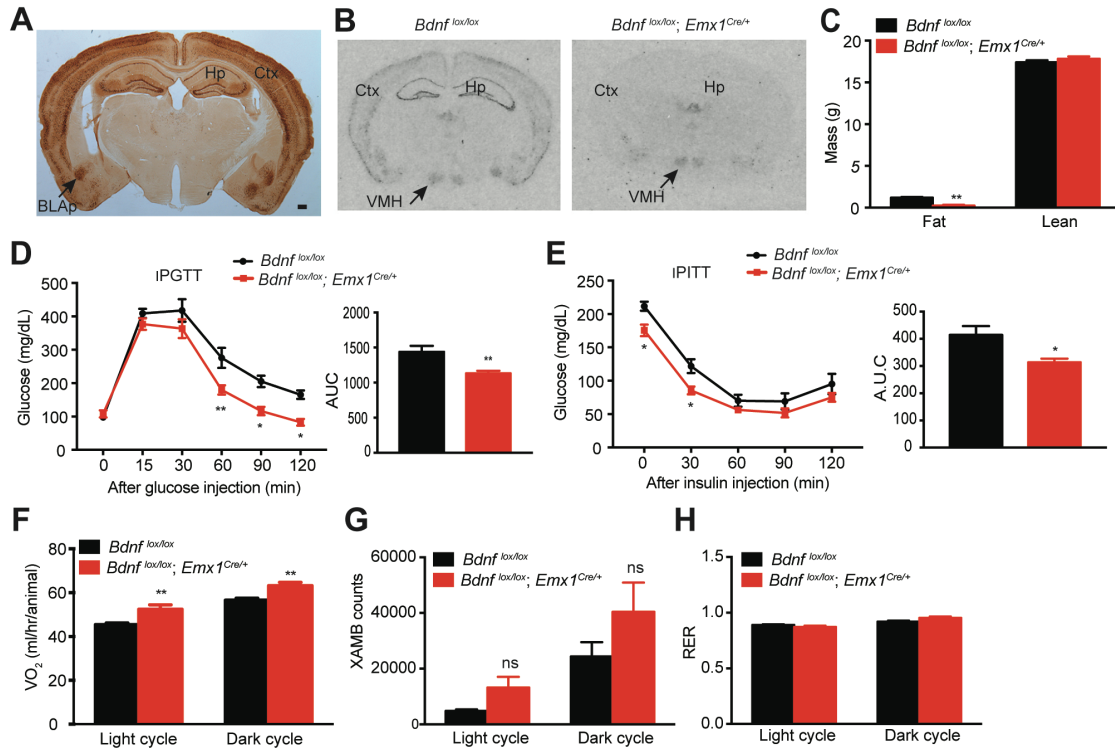 A
Hp
Ctx
BLAp
B
Bdnf lox/lox
Bdnf lox/lox; Emx1Cre/+
Ctx
Hp
VMH
Ctx
Hp
VMH
C
Bdnf lox/lox
Bdnf lox/lox; Emx1Cre/+
Mass (g)
20
15
10
5
0
**
Fat
Lean
D
IPGTT
Bdnf lox/lox
Bdnf lox/lox; Emx1Cre/+
Glucose (mg/dL)
500
400
300
200
100
0
**
*
*
0 15 30 60 90 120
After glucose injection (min)
AUC
2000
1500
1000
500
0
**
E
IPITT
Bdnf lox/lox
Bdnf lox/lox; Emx1Cre/+
Glucose (mg/dL)
250
200
150
100
50
0
*
*
0 30 60 90 120
After insulin injection (min)
A.U.C
500
400
300
200
100
0
*
F
Bdnf lox/lox
Bdnf lox/lox; Emx1Cre/+
VO2 (ml/hr/animal)
80
60
40
20
0
**
**
Light cycle
Dark cycle
G
Bdnf lox/lox
Bdnf lox/lox; Emx1Cre/+
XAMB counts
60000
40000
20000
0
ns
ns
Light cycle
Dark cycle
H
Bdnf lox/lox
Bdnf lox/lox; Emx1Cre/+
RER
1.5
1.0
0.5
0.0
Light cycle
Dark cycle